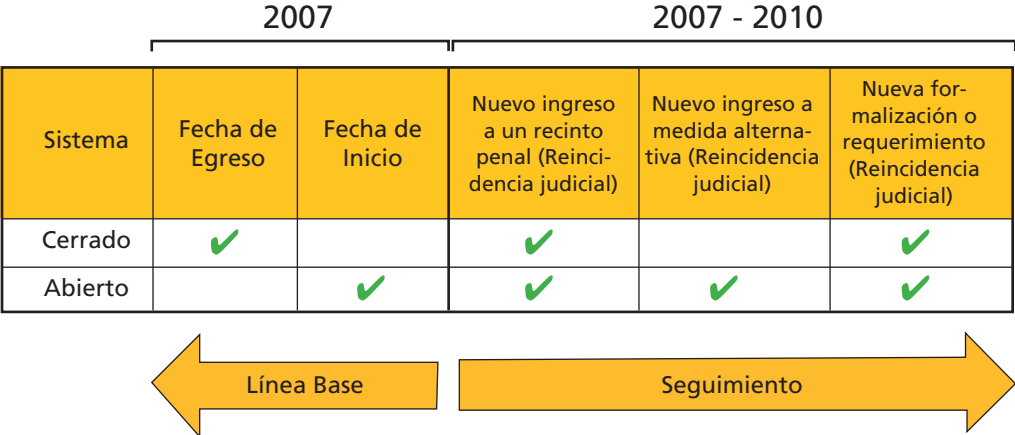 2007
2007 - 2010
Sistema
Fecha de
Egreso
Fecha de
Inicio
Nuevo ingreso
a un recinto
penal (Reinci-
dencia judicial)
Nuevo ingreso a
medida alterna-
tiva (Reincidencia
judicial)
Nueva for-
malización o
requerimiento
(Reincidencia
judicial)
Cerrado
✔ ✔ ✔
Abierto
✔ ✔ ✔ ✔
Línea Base
Seguimiento